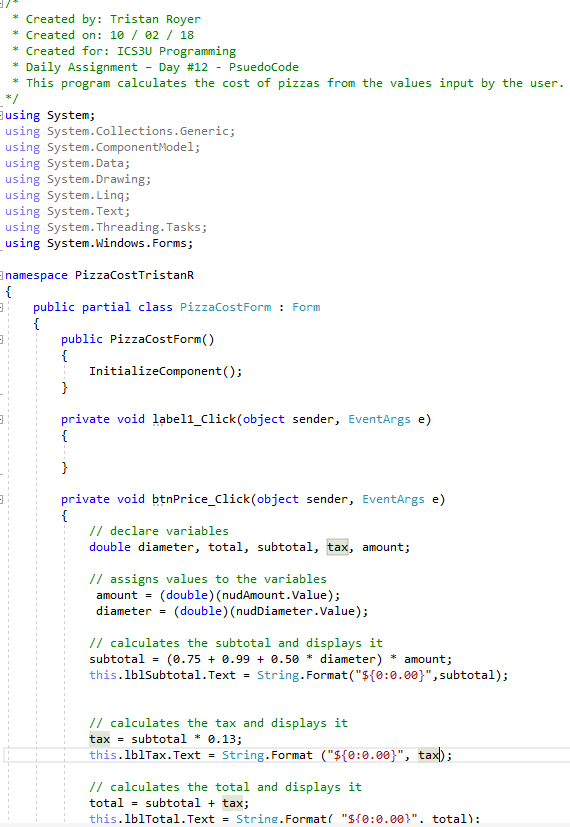 /*
 * Created by: Tristan Royer
 * Created on: 10 / 02 / 18
 * Created for: ICS3U Programming
 * Daily Assignment – Day #12 - PsuedoCode
 * This program calculates the cost of pizzas from the values input by the user.
*/
using System;
using System.Collections.Generic;
using System.ComponentModel;
using System.Data;
using System.Drawing;
using System.Linq;
using System.Text;
using System.Threading.Tasks;
using System.Windows.Forms;

namespace PizzaCostTristanR
{
    public partial class PizzaCostForm : Form
    {
        public PizzaCostForm()
        {
            InitializeComponent();
        }

        private void label1_Click(object sender, EventArgs e)
        {

        }

        private void btnPrice_Click(object sender, EventArgs e)
        {
            // declare variables
            double diameter, total, subtotal, tax, amount;

            // assigns values to the variables
             amount = (double)(nudAmount.Value);
             diameter = (double)(nudDiameter.Value);

            // calculates the subtotal and displays it
            subtotal = (0.75 + 0.99 + 0.50 * diameter) * amount;
            this.lblSubtotal.Text = String.Format("${0:0.00}",subtotal);


            // calculates the tax and displays it
            tax = subtotal * 0.13;
            this.lblTax.Text = String.Format ("${0:0.00}", tax);

            // calculates the total and displays it
            total = subtotal + tax;
            this.lblTotal.Text = String.Format( "${0:0.00}", total);